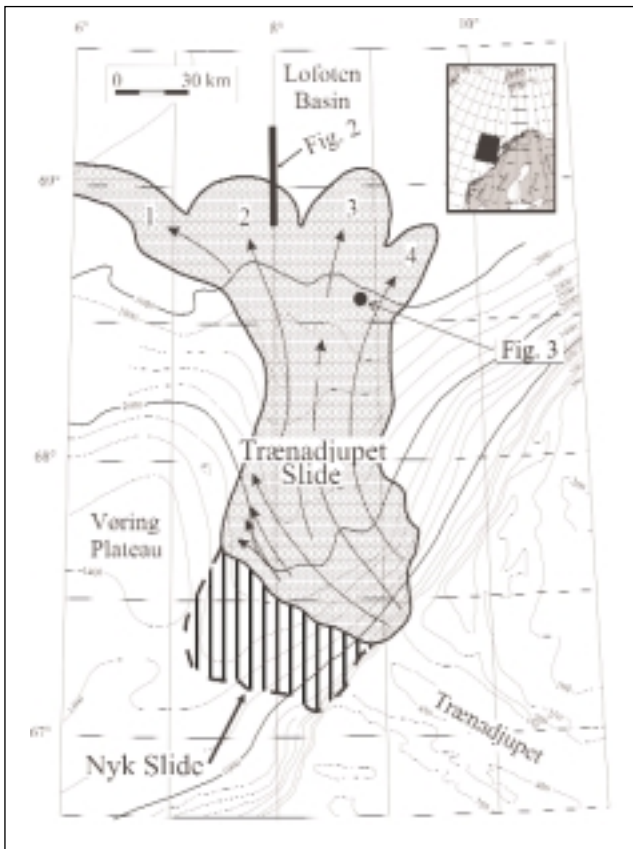 6°
8°
10°
0 30 km
Lofoten
Basin
Fig. 2
69°
1
2
3
4
Fig. 3
68°
Trænadjupet
Slide
Vøring
Plateau
67°
Nyk Slide
Trænadjupet